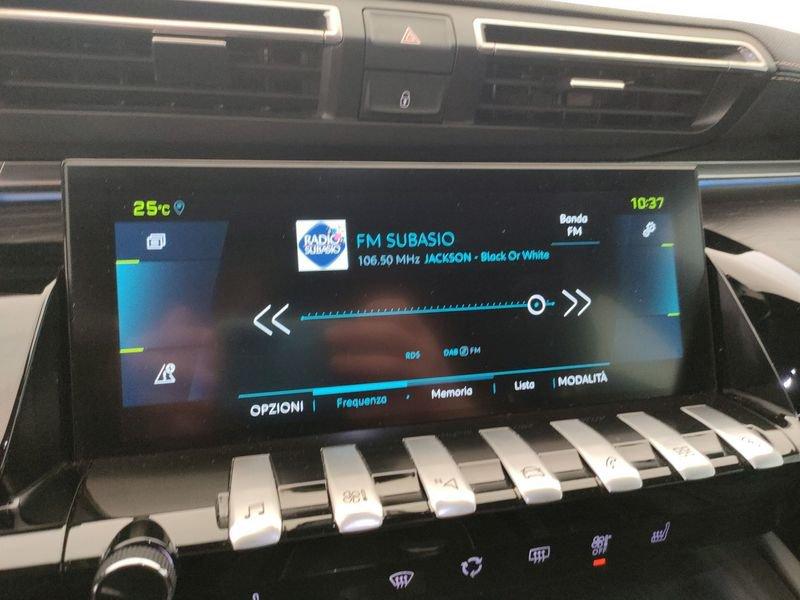 25°C
10:37
RADIO SUBASIO
FM SUBASIO
Banda
FM
106.50 MHz JACKSON - Black Or White
RDS DAB FM
OPZIONI Frequenza Memoria Lista MODALITÀ
OFF